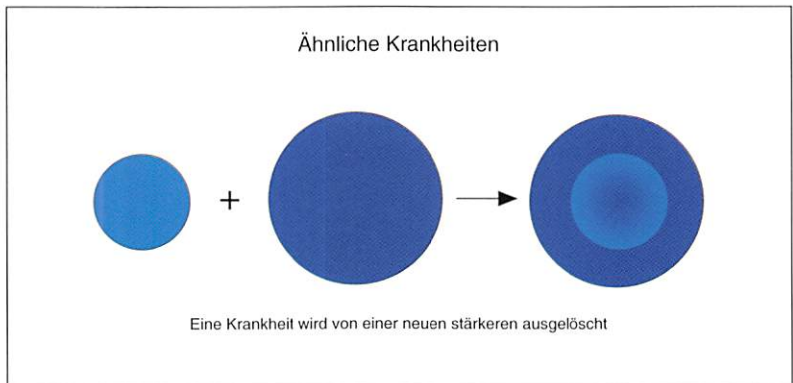 Ähnliche Krankheiten
+
Eine Krankheit wird von einer neuen stärkeren ausgelöscht